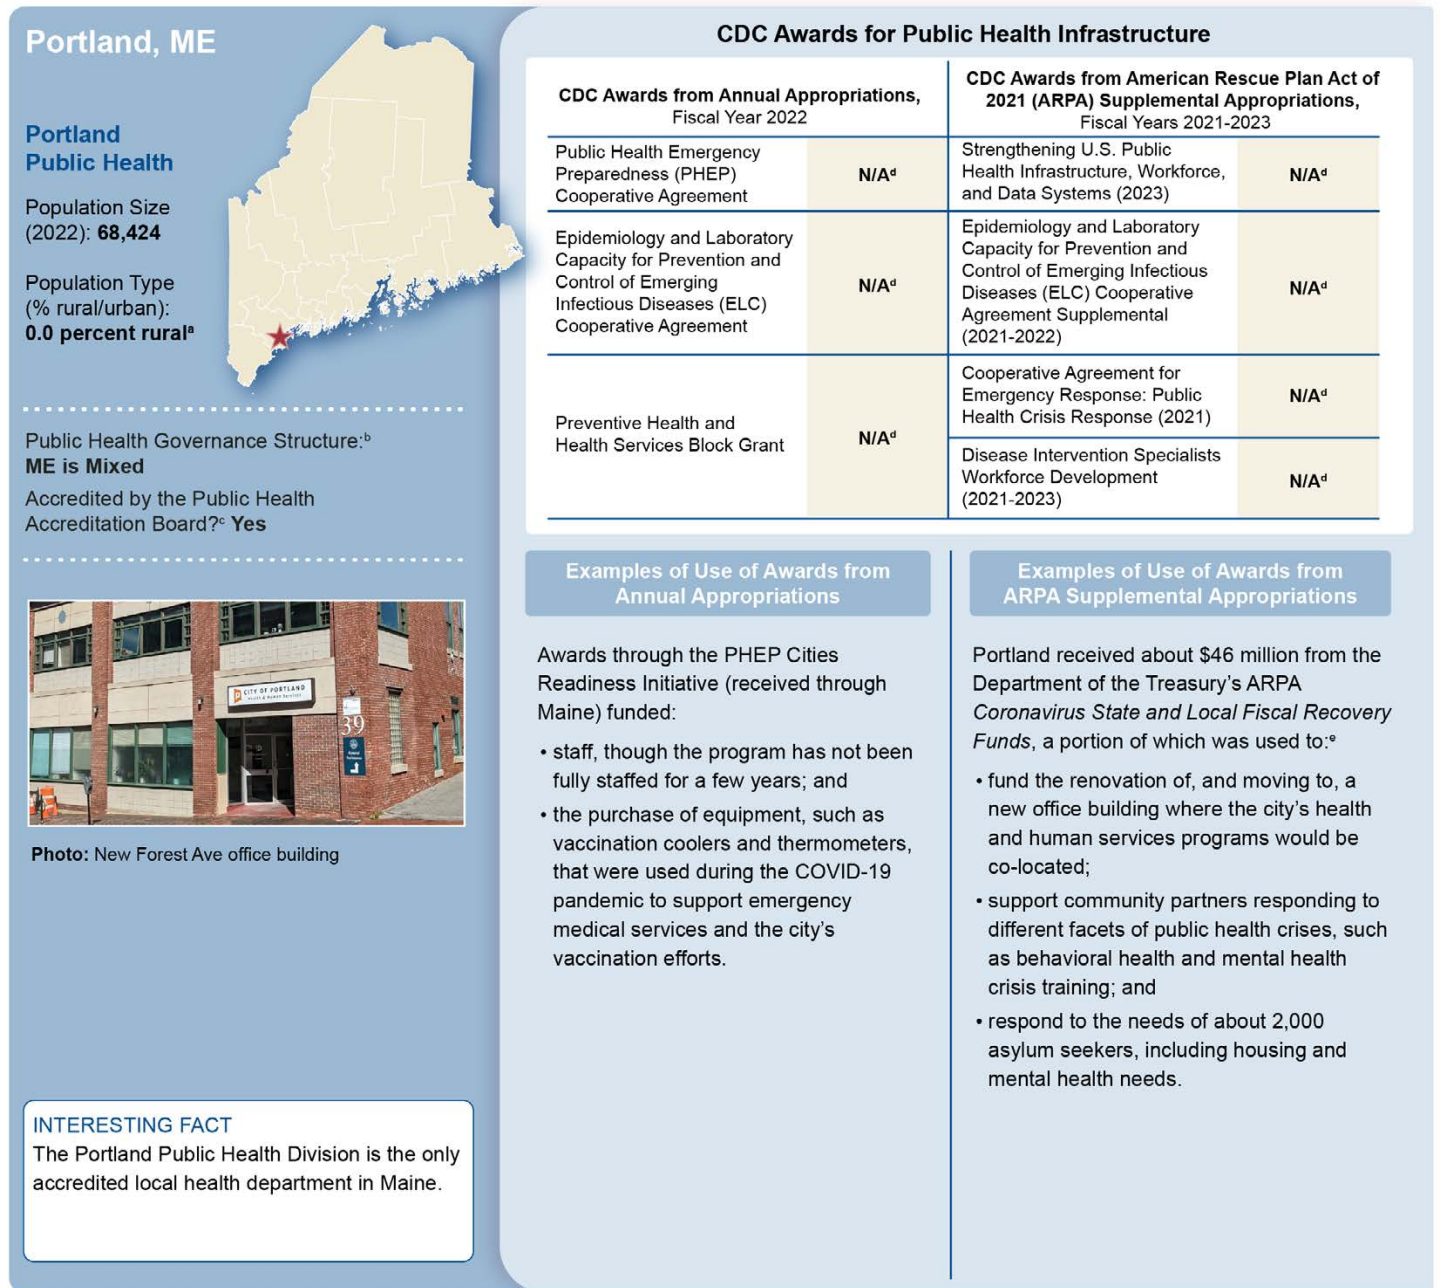 Portland, ME
Portland
Public Health
Population Size
(2022): 68,424
Population Type
(% rural/urban):
0.0 percent ruralᵃ
Public Health Governance Structure:ᵇ
ME is Mixed
Accredited by the Public Health
Accreditation Board?ᶜ Yes
CITY OF PORTLAND
Health & Human Services
39
Photo: New Forest Ave office building
INTERESTING FACT
The Portland Public Health Division is the only
accredited local health department in Maine.
CDC Awards for Public Health Infrastructure
CDC Awards from Annual Appropriations,
Fiscal Year 2022
Public Health Emergency
Preparedness (PHEP)
Cooperative Agreement
N/Aᵈ
Epidemiology and Laboratory
Capacity for Prevention and
Control of Emerging
Infectious Diseases (ELC)
Cooperative Agreement
N/Aᵈ
Preventive Health and
Health Services Block Grant
N/Aᵈ
CDC Awards from American Rescue Plan Act of
2021 (ARPA) Supplemental Appropriations,
Fiscal Years 2021-2023
Strengthening U.S. Public
Health Infrastructure, Workforce,
and Data Systems (2023)
N/Aᵈ
Epidemiology and Laboratory
Capacity for Prevention and
Control of Emerging Infectious
Diseases (ELC) Cooperative
Agreement Supplemental
(2021-2022)
N/Aᵈ
Cooperative Agreement for
Emergency Response: Public
Health Crisis Response (2021)
N/Aᵈ
Disease Intervention Specialists
Workforce Development
(2021-2023)
N/Aᵈ
Examples of Use of Awards from
Annual Appropriations
Awards through the PHEP Cities
Readiness Initiative (received through
Maine) funded:
• staff, though the program has not been
fully staffed for a few years; and
• the purchase of equipment, such as
vaccination coolers and thermometers,
that were used during the COVID-19
pandemic to support emergency
medical services and the city's
vaccination efforts.
Examples of Use of Awards from
ARPA Supplemental Appropriations
Portland received about $46 million from the
Department of the Treasury's ARPA
Coronavirus State and Local Fiscal Recovery
Funds, a portion of which was used to:ᵉ
• fund the renovation of, and moving to, a
new office building where the city's health
and human services programs would be
co-located;
• support community partners responding to
different facets of public health crises, such
as behavioral health and mental health
crisis training; and
• respond to the needs of about 2,000
asylum seekers, including housing and
mental health needs.